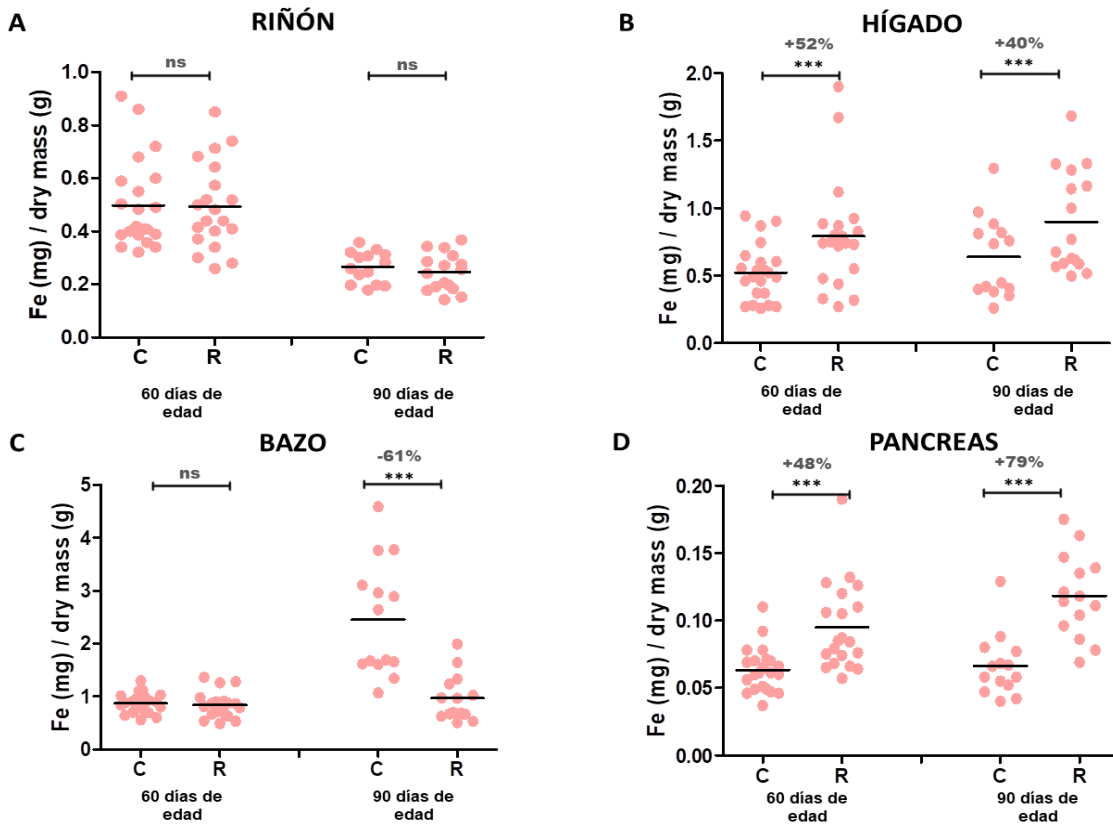 A RIÑÓN
Fe (mg) / dry mass (g)
1.0
0.8
0.6
0.4
0.2
0.0
ns
ns
C R C R
60 días de
edad
90 días de
edad
B HÍGADO
Fe (mg) / dry mass (g)
2.0
1.5
1.0
0.5
0.0
+52%
***
+40%
***
C R C R
60 días de
edad
90 días de
edad
C BAZO
Fe (mg) / dry mass (g)
5
4
3
2
1
0
ns
-61%
***
C R C R
60 días de
edad
90 días de
edad
D PANCREAS
Fe (mg) / dry mass (g)
0.20
0.15
0.10
0.05
0.00
+48%
***
+79%
***
C R C R
60 días de
edad
90 días de
edad